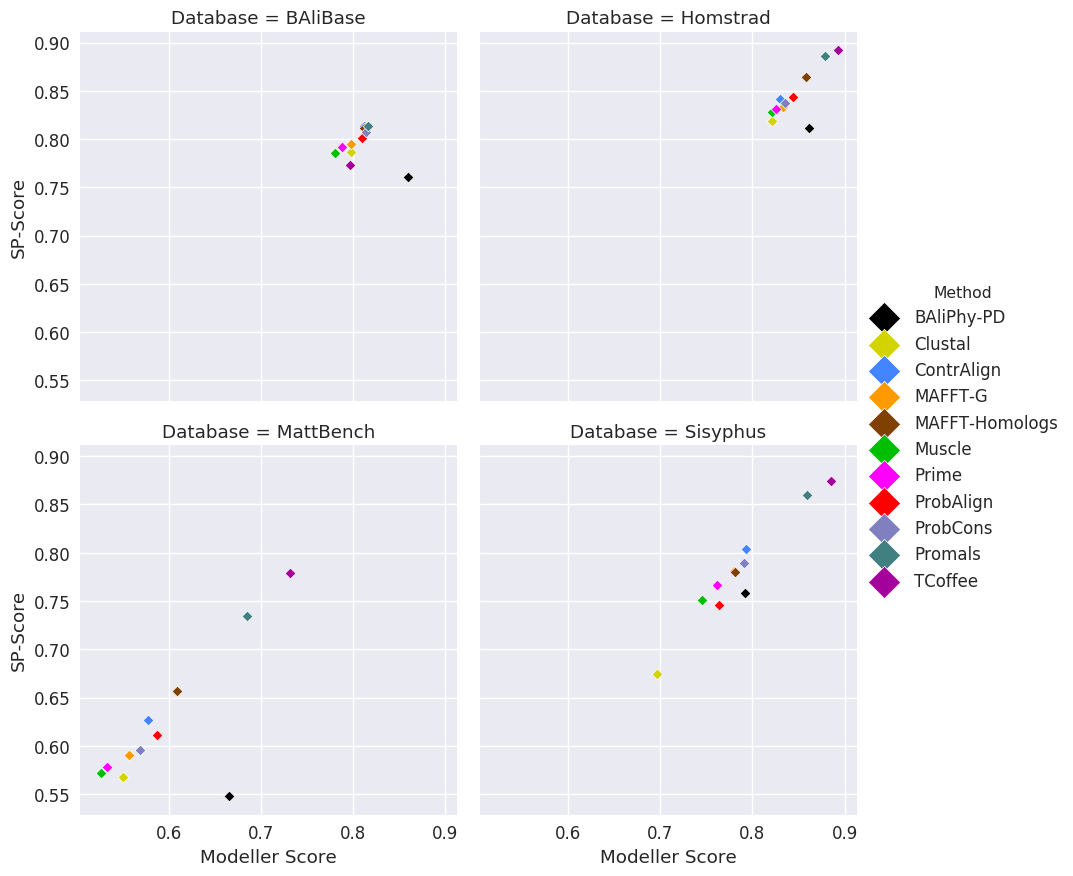 Database = BAliBase
Database = Homstrad
0.90
0.85
0.80
0.75
0.70
0.65
0.60
0.55
SP-Score
Method
BAliPhy-PD
Clustal
ContrAlign
MAFFT-G
MAFFT-Homologs
Muscle
Prime
ProbAlign
ProbCons
Promals
TCoffee
Database = MattBench
Database = Sisyphus
0.90
0.85
0.80
0.75
0.70
0.65
0.60
0.55
SP-Score
0.6 0.7 0.8 0.9
Modeller Score
0.6 0.7 0.8 0.9
Modeller Score